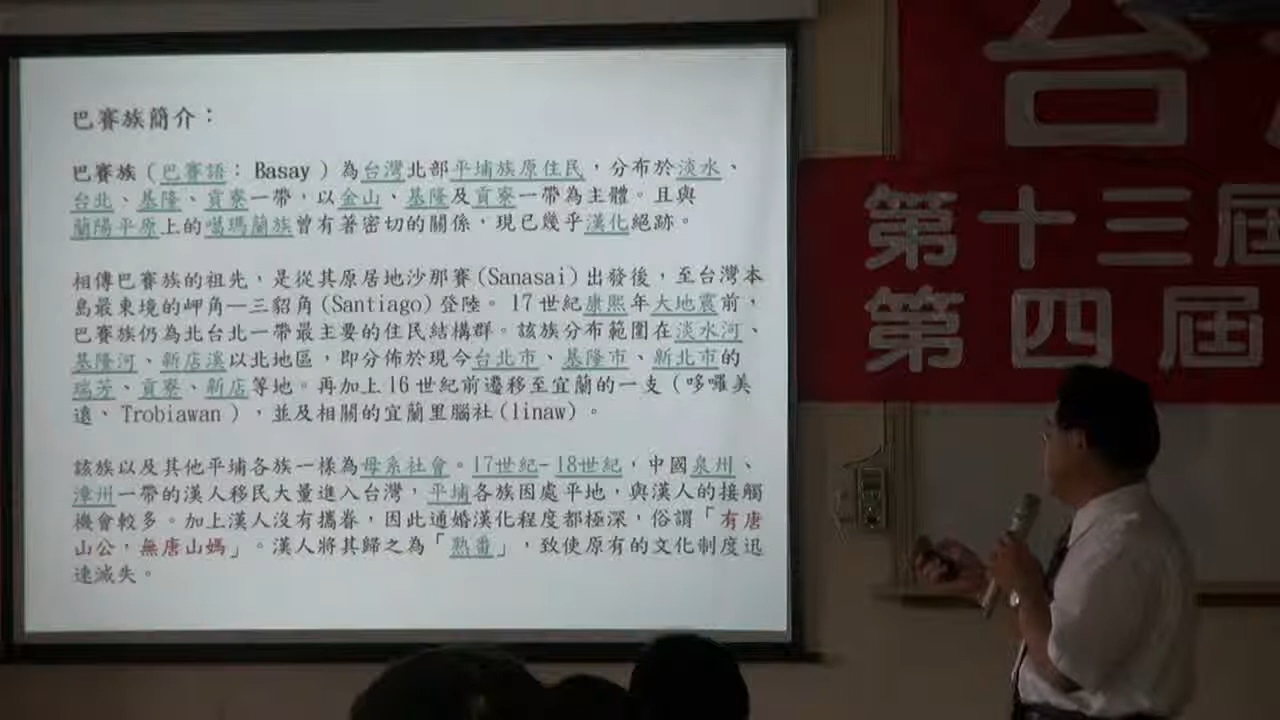 巴賽族簡介：
巴賽族（巴賽語：Basay）為台灣北部平埔族原住民，分布於淡水、
台北、基隆、貢寮一帶，以金山、基隆及貢寮一帶為主體。且與
蘭陽平原上的噶瑪蘭族曾有著密切的關係，現已幾乎漢化絕跡。
相傳巴賽族的祖先，是從其原居地沙那賽(Sanasai)出發後，至台灣本
島最東境的岬角—三貂角(Santiago)登陸。17世紀康熙年大地震前，
巴賽族仍為北台北一帶最主要的住民結構群。該族分布範圍在淡水河、
基隆河、新店溪以北地區，即分佈於現今台北市、基隆市、新北市的
瑞芳、貢寮、新店等地。再加上16世紀前遷移至宜蘭的一支（哆囉美
遠、Trobiawan），並及相關的宜蘭里腦社(linaw)。
該族以及其他平埔各族一樣為母系社會。17世紀-18世紀，中國泉州、
漳州一帶的漢人移民大量進入台灣，平埔各族因處平地，與漢人的接觸
機會較多。加上漢人沒有攜眷，因此通婚漢化程度都極深，俗謂「有唐
山公，無唐山媽」。漢人將其歸之為「熟番」，致使原有的文化制度迅
速滅失。
台
第十三屆
第四屆